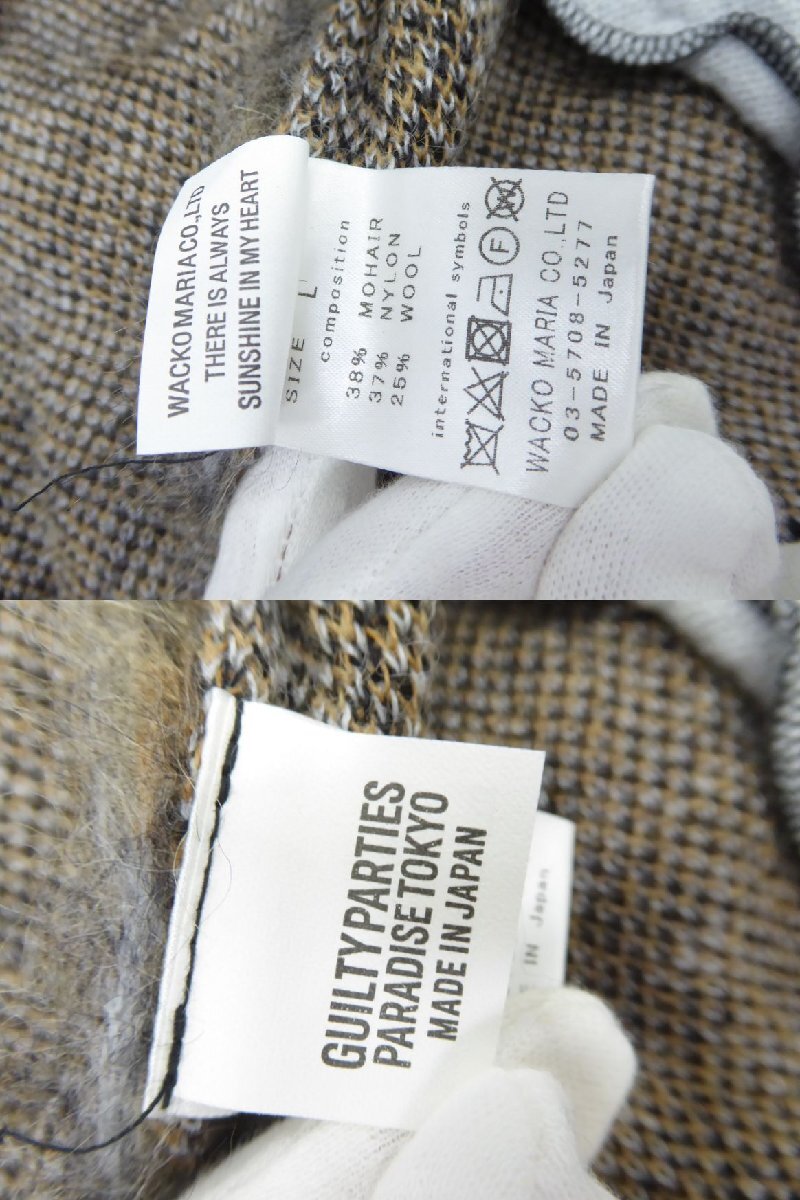 WACKO MARIA CO.,LTD
THERE IS ALWAYS
SUNSHINE IN MY HEART
SIZE L
composition
38% MOHAIR
37% NYLON
25% WOOL
international symbols
F
WACKO MARIA CO.,LTD
03-5708-5277
MADE IN Japan
GUILTY PARTIES
PARADISE TOKYO
MADE IN JAPAN
IN Japan